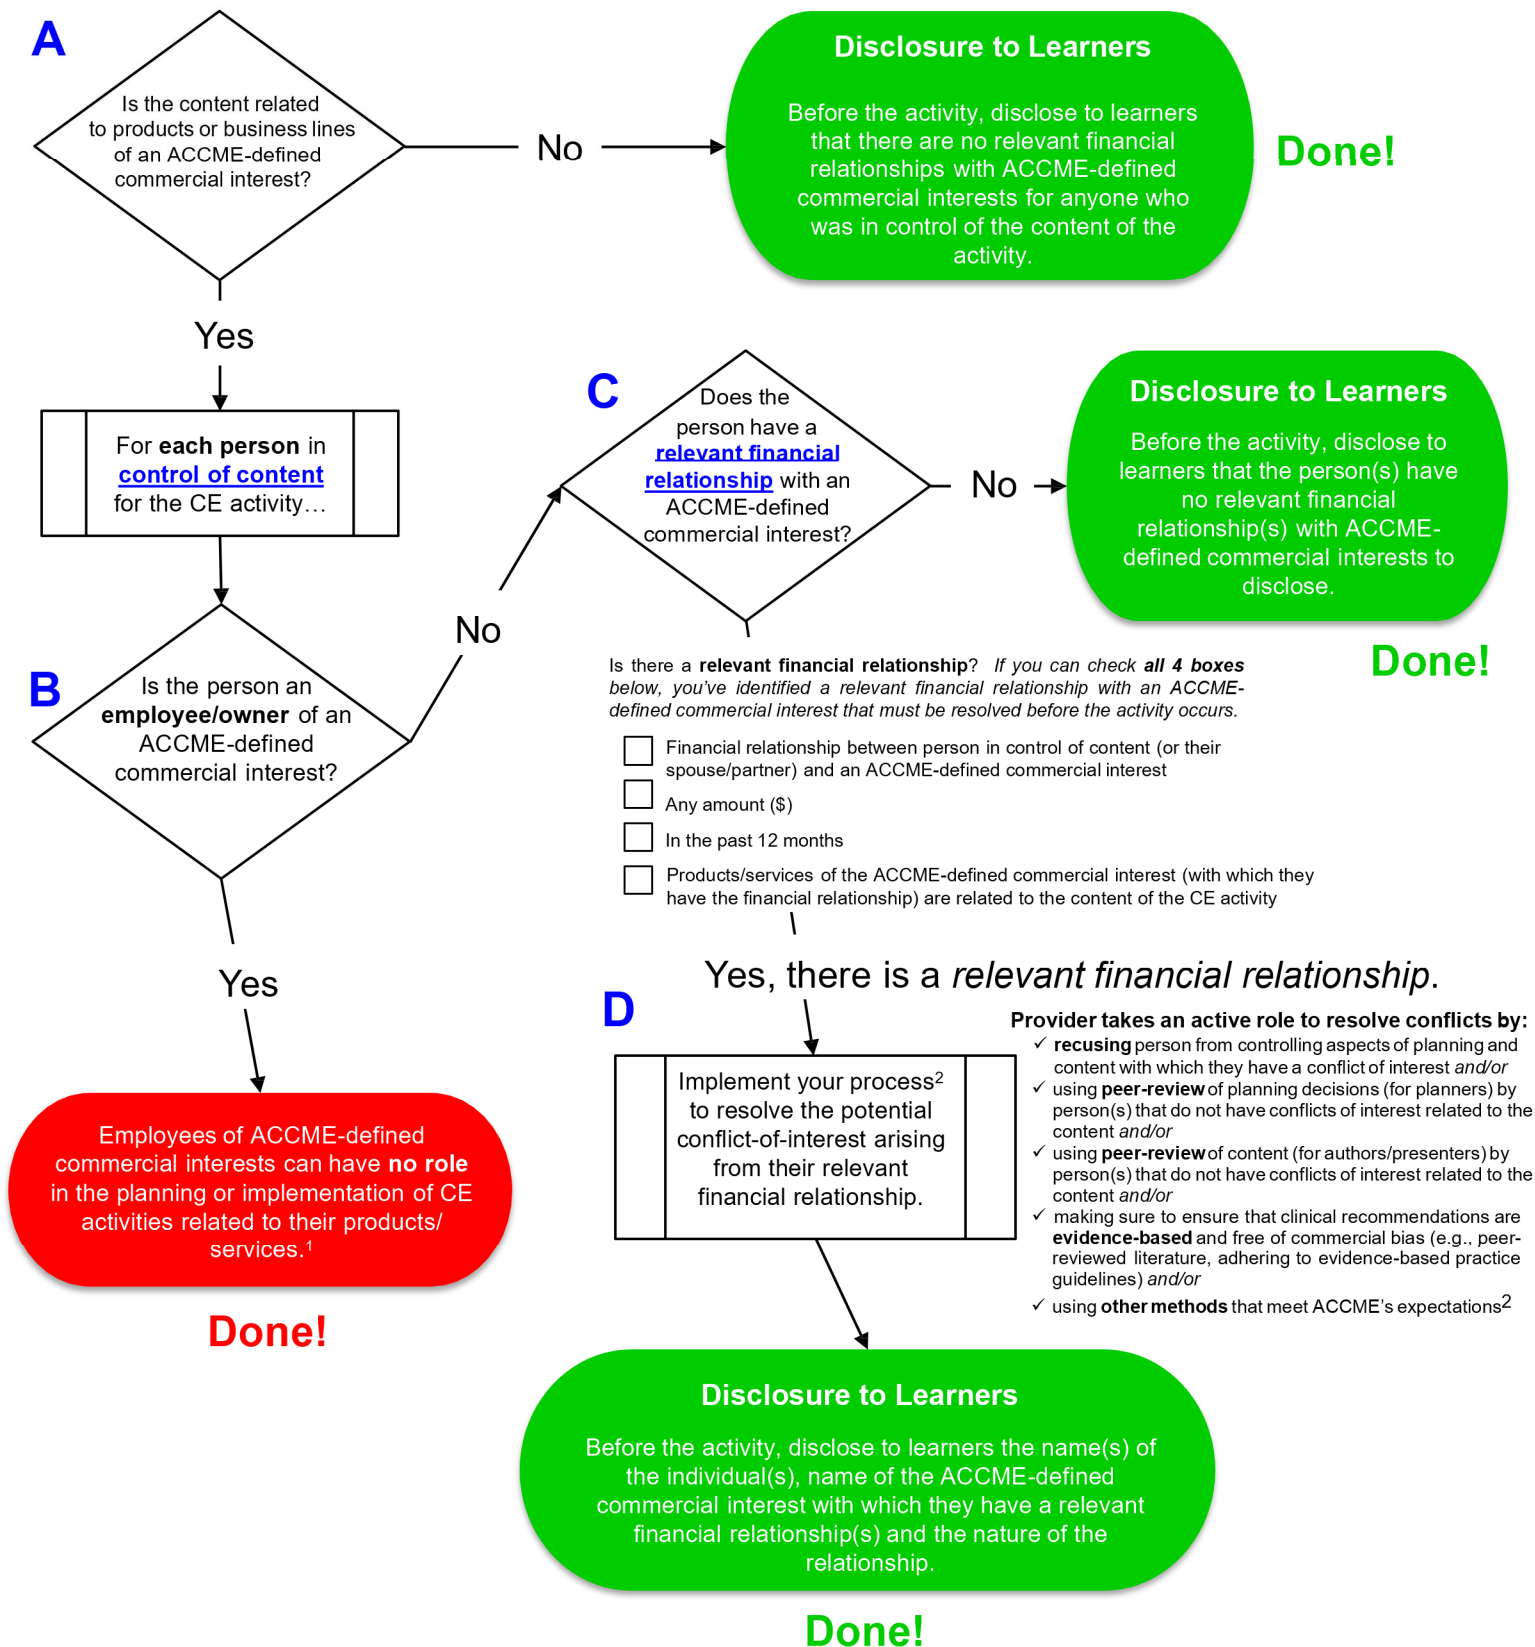 A
Is the content related
to products or business lines
of an ACCME-defined
commercial interest?
No
Disclosure to Learners
Before the activity, disclose to learners
that there are no relevant financial
relationships with ACCME-defined
commercial interests for anyone who
was in control of the content of the
activity.
Done!
Yes
For each person in
control of content
for the CE activity…
C
Does the
person have a
relevant financial
relationship with an
ACCME-defined
commercial interest?
No
Disclosure to Learners
Before the activity, disclose to
learners that the person(s) have
no relevant financial
relationship(s) with ACCME-
defined commercial interests to
disclose.
Done!
No
B
Is the person an
employee/owner of an
ACCME-defined
commercial interest?
Is there a relevant financial relationship? If you can check all 4 boxes
below, you’ve identified a relevant financial relationship with an ACCME-
defined commercial interest that must be resolved before the activity occurs.
Financial relationship between person in control of content (or their
spouse/partner) and an ACCME-defined commercial interest
Any amount ($)
In the past 12 months
Products/services of the ACCME-defined commercial interest (with which they
have the financial relationship) are related to the content of the CE activity
Yes
Employees of ACCME-defined
commercial interests can have no role
in the planning or implementation of CE
activities related to their products/
services.1
Done!
Yes, there is a relevant financial relationship.
D
Implement your process2
to resolve the potential
conflict-of-interest arising
from their relevant
financial relationship.
Provider takes an active role to resolve conflicts by:
✓ recusing person from controlling aspects of planning and
content with which they have a conflict of interest and/or
✓ using peer-review of planning decisions (for planners) by
person(s) that do not have conflicts of interest related to the
content and/or
✓ using peer-review of content (for authors/presenters) by
person(s) that do not have conflicts of interest related to the
content and/or
✓ making sure to ensure that clinical recommendations are
evidence-based and free of commercial bias (e.g., peer-
reviewed literature, adhering to evidence-based practice
guidelines) and/or
✓ using other methods that meet ACCME’s expectations2
Disclosure to Learners
Before the activity, disclose to learners the name(s) of
the individual(s), name of the ACCME-defined
commercial interest with which they have a relevant
financial relationship(s) and the nature of the
relationship.
Done!